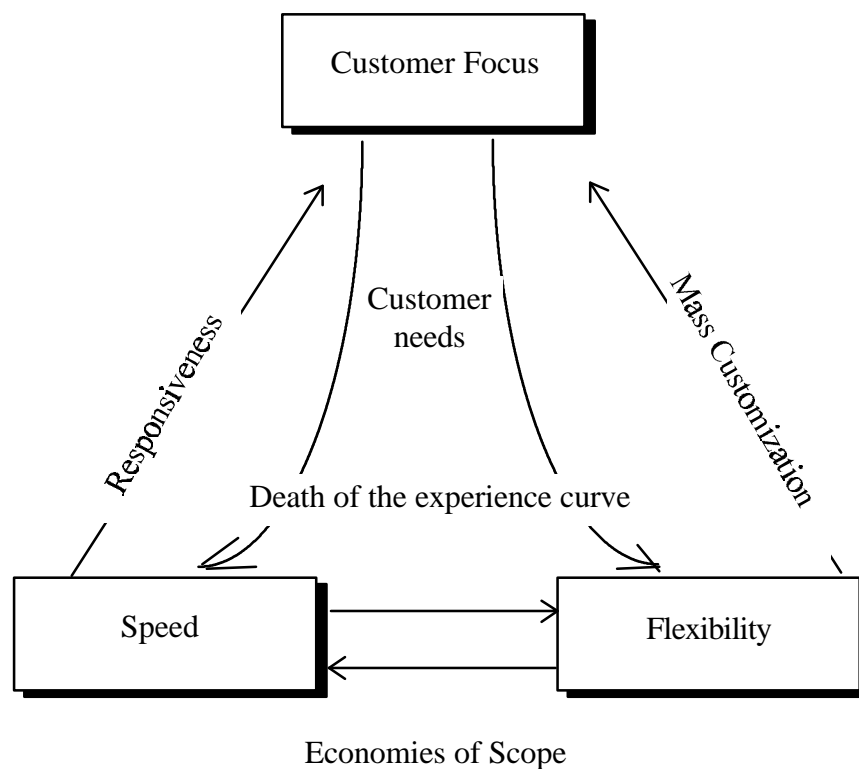 Customer Focus
Customer
needs
Responsiveness
Mass Customization
Death of the experience curve
Speed
Flexibility
Economies of Scope